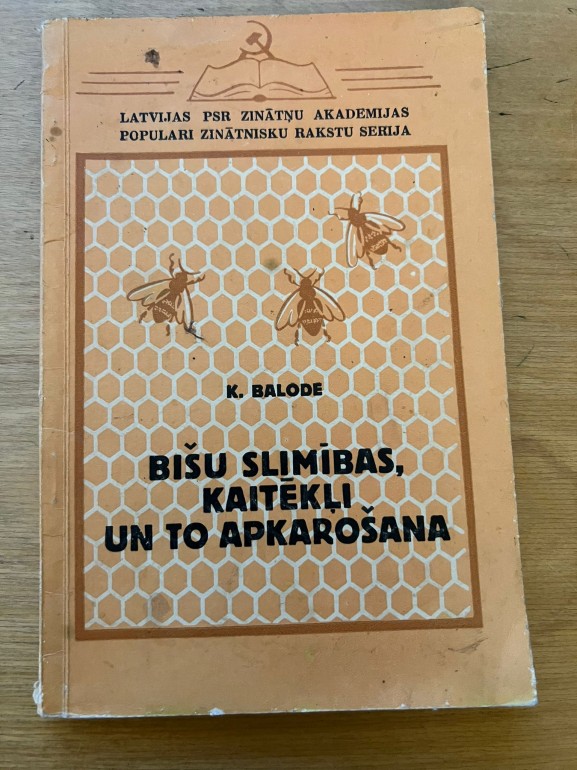 LATVIJAS PSR ZINĀTŅU AKADEMIJAS
POPULARI ZINĀTNISKU RAKSTU SERIJA
K. BALODE
BIŠU SLIMĪBAS,
KAITĒKĻI
UN TO APKAROŠANA